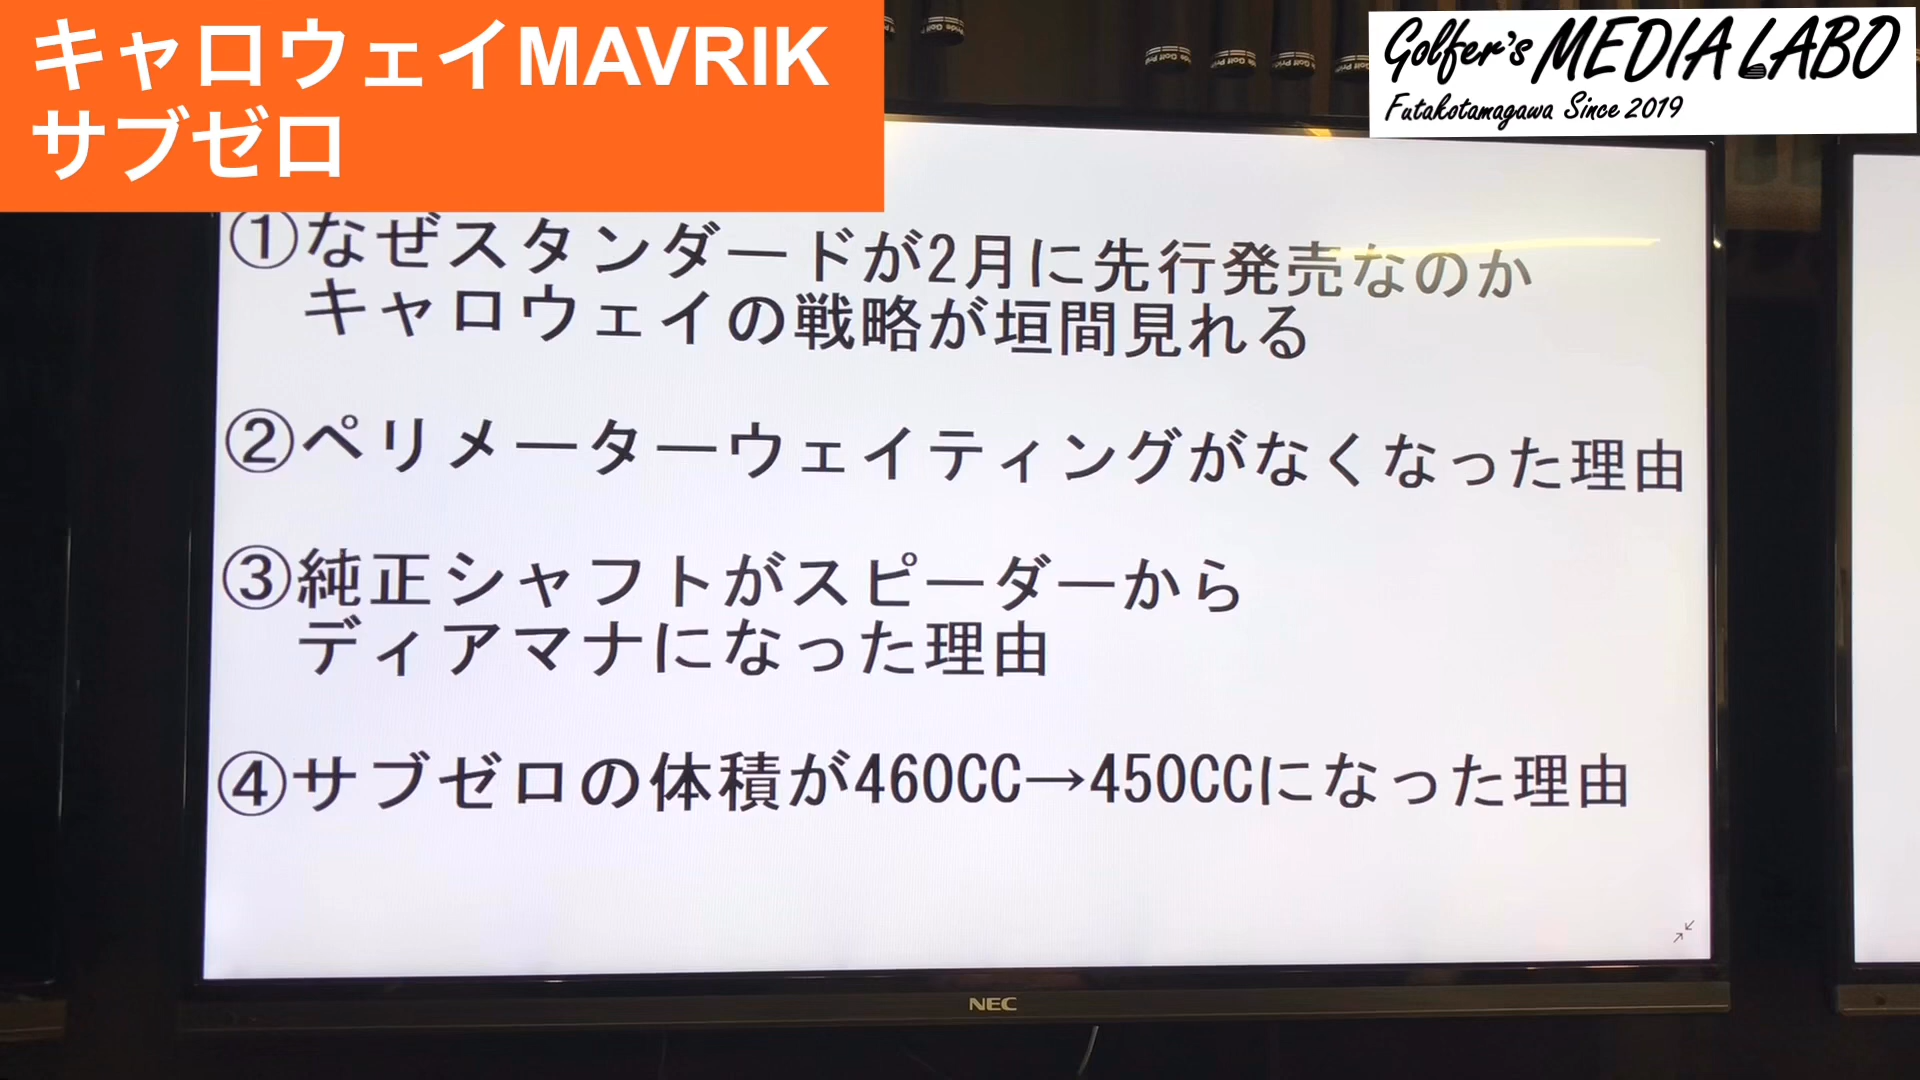 キャロウェイMAVRIK
サブゼロ
Golfer's MEDIA LABO
Futakotamagawa Since 2019
①なぜスタンダードが2月に先行発売なのか
キャロウェイの戦略が垣間見れる
②ペリメーターウェイティングがなくなった理由
③純正シャフトがスピーダーから
ディアマナになった理由
④サブゼロの体積が460CC→450CCになった理由
NEC